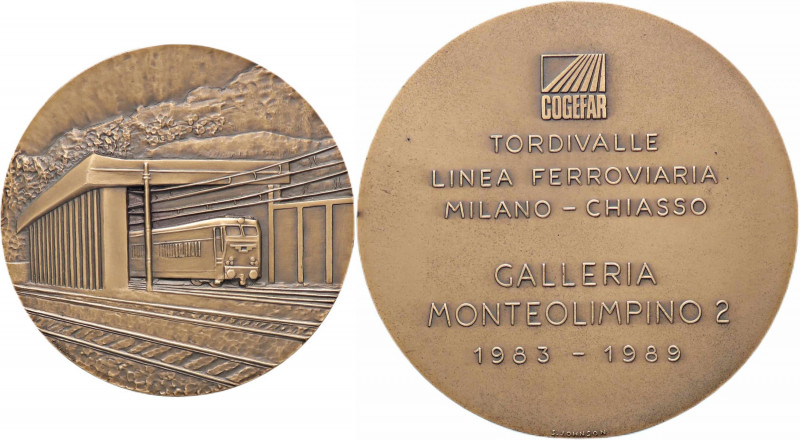 COGEFAR
TORDIVALLE
LINEA FERROVIARIA
MILANO - CHIASSO
GALLERIA
MONTEOLIMPINO 2
1983 - 1989
S. JOHNSON